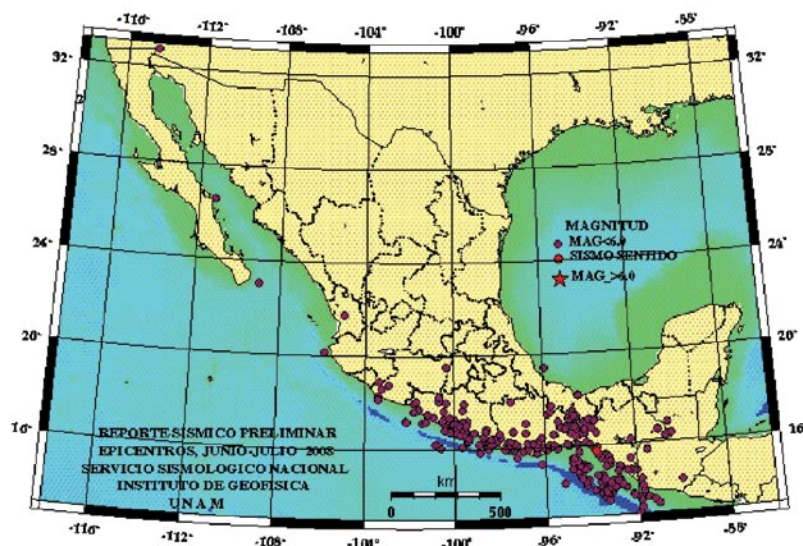 -116° -112° -108° -104° -100° -96° -92° -88°
32° 32°
28° 28°
24° 24°
20° 20°
16° 16°
MAGNITUD
MAG<6.0
SISMO SENTIDO
MAG_>6.0
REPORTE SISMICO PRELIMINAR
EPICENTROS, JUNIO-JULIO 2008
SERVICIO SISMOLOGICO NACIONAL
INSTITUTO DE GEOFISICA
U N A M
km
0 500
-116° -112° -108° -104° -100° -96° -92° -88°